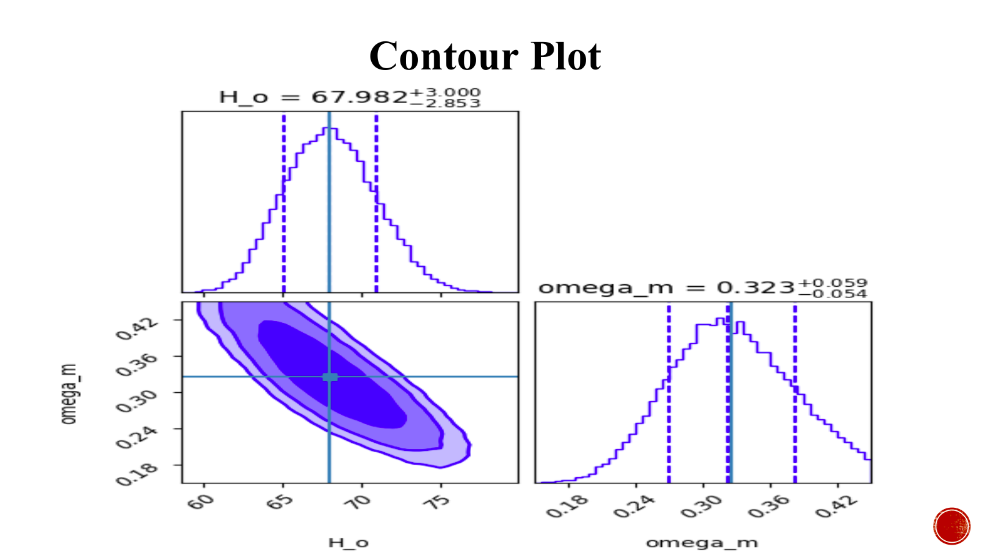 Contour Plot
H_o = 67.982+3.000−2.853
omega_m = 0.323+0.059−0.054
omega_m
0.42
0.36
0.30
0.24
0.18
60 65 70 75
0.18 0.24 0.30 0.36 0.42
H_o
omega_m